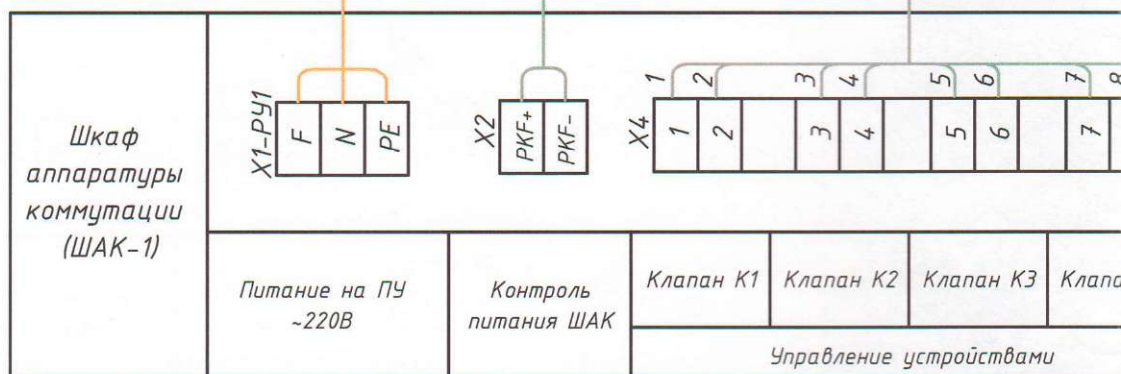 Шкаф
аппаратуры
коммутации
(ШАК-1)
X1-РУ1
F N PE
X2
PKF+ PKF-
X4
1 2 3 4 5 6 7 8
1 2 3 4 5 6 7
Питание на ПУ
~220В
Контроль
питания ШАК
Клапан К1 Клапан К2 Клапан К3
Управление устройствами